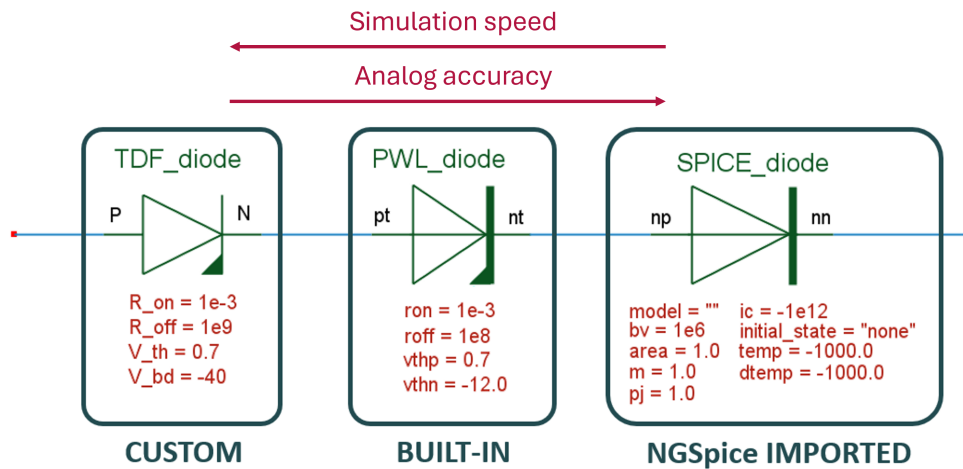 Simulation speed
Analog accuracy
TDF_diode
P
N
R_on = 1e-3
R_off = 1e9
V_th = 0.7
V_bd = -40
CUSTOM
PWL_diode
pt
nt
ron = 1e-3
roff = 1e8
vthp = 0.7
vthn = -12.0
BUILT-IN
SPICE_diode
np
nn
model = ""
bv = 1e6
area = 1.0
m = 1.0
pj = 1.0
ic = -1e12
initial_state = "none"
temp = -1000.0
dtemp = -1000.0
NGSpice IMPORTED